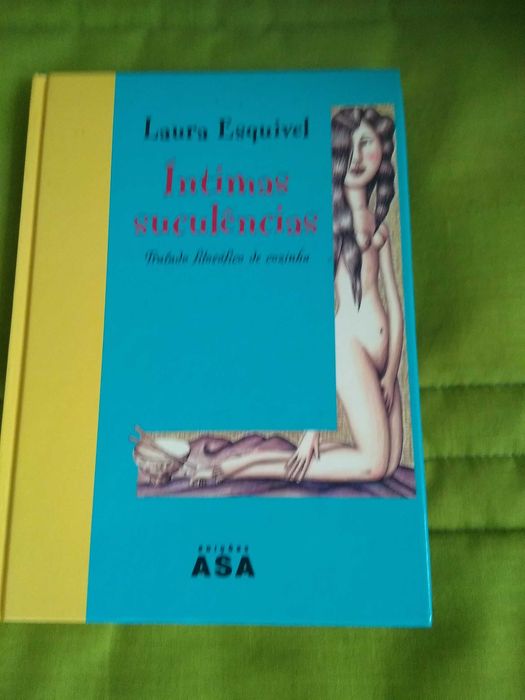 Laura Esquivel
Íntimas
suculências
Tratado filosófico de cozinha
edições
ASA